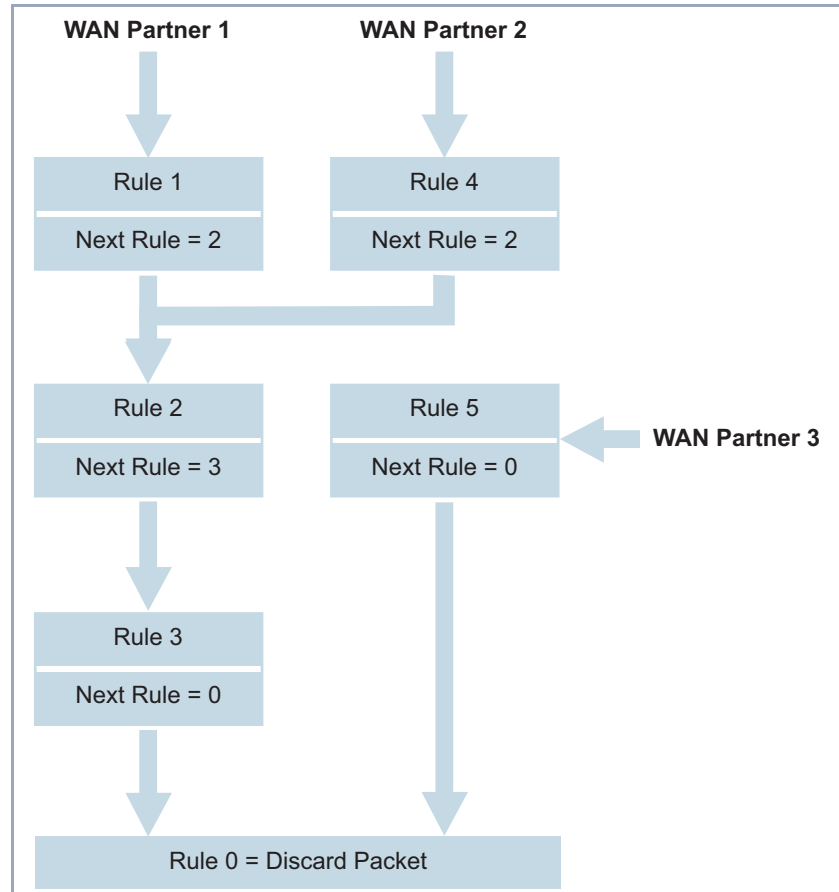 WAN Partner 1
WAN Partner 2
Rule 1
Next Rule = 2
Rule 4
Next Rule = 2
Rule 2
Next Rule = 3
Rule 5
Next Rule = 0
WAN Partner 3
Rule 3
Next Rule = 0
Rule 0 = Discard Packet